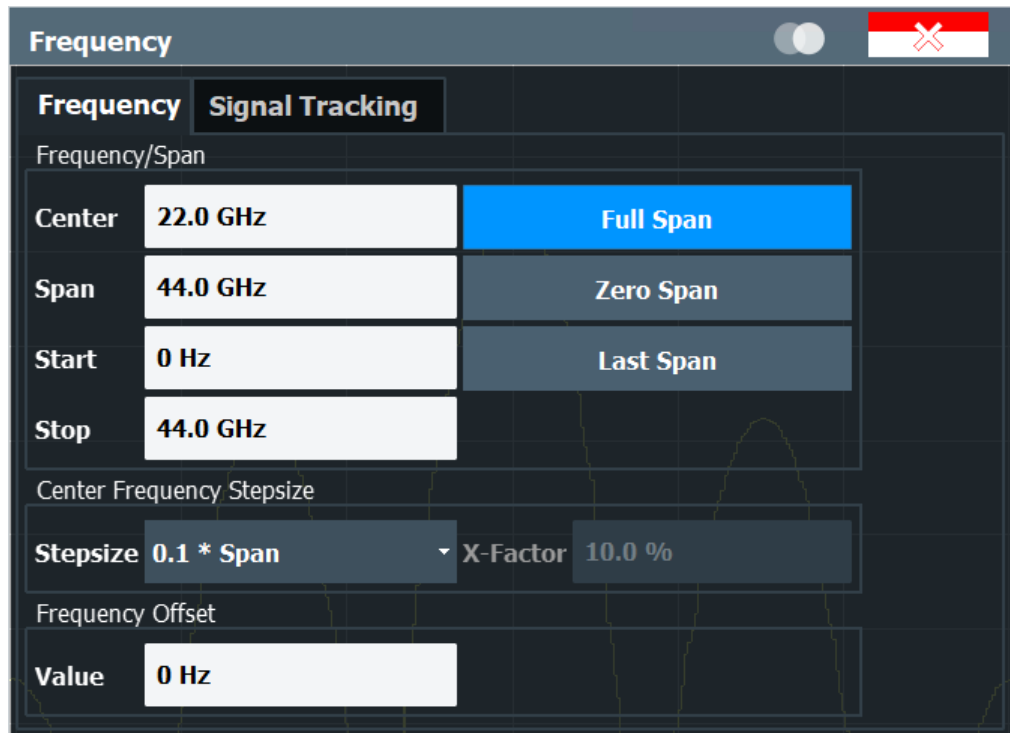 Frequency
Frequency Signal Tracking
Frequency/Span
Center 22.0 GHz Full Span
Span 44.0 GHz Zero Span
Start 0 Hz Last Span
Stop 44.0 GHz
Center Frequency Stepsize
Stepsize 0.1 * Span X-Factor 10.0 %
Frequency Offset
Value 0 Hz